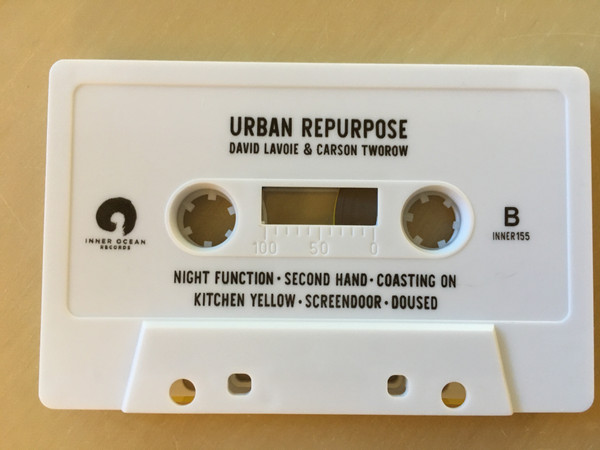 URBAN REPURPOSE
DAVID LAVOIE & CARSON TWOROW
INNER OCEAN
RECORDS
B
INNER155
100 50 0
NIGHT FUNCTION • SECOND HAND • COASTING ON
KITCHEN YELLOW • SCREENDOOR • DOUSED